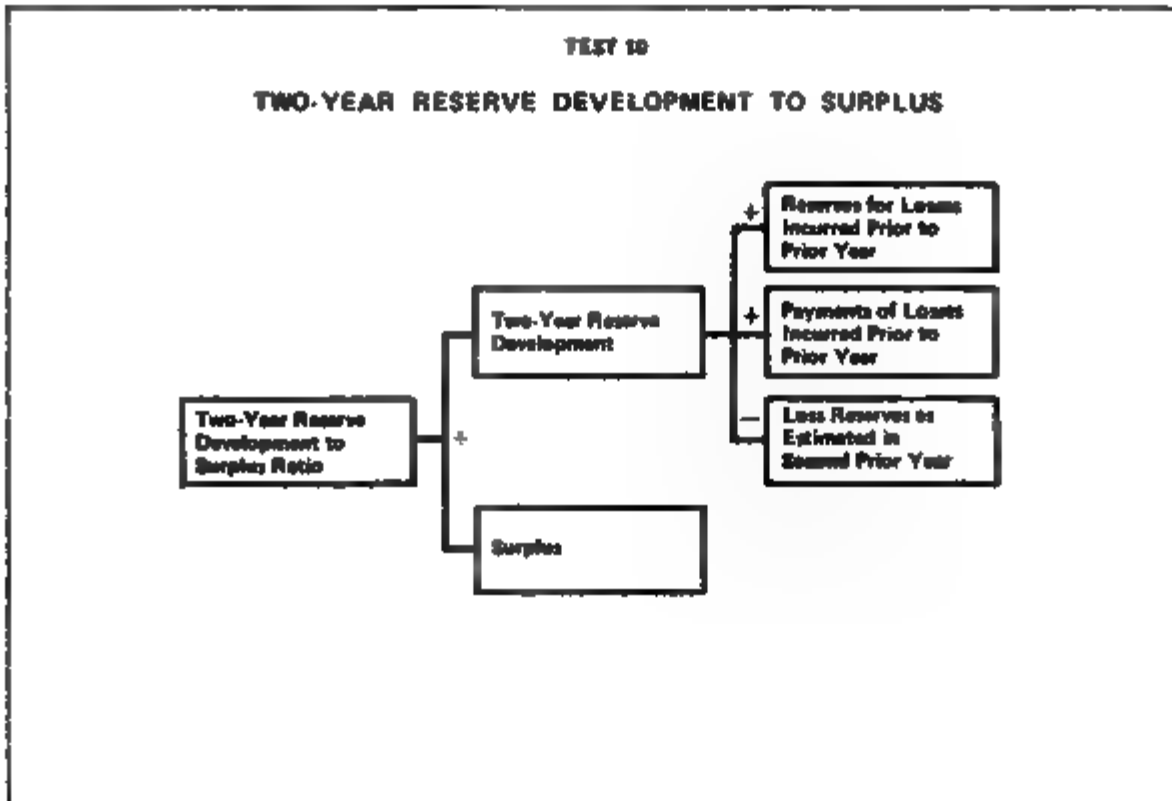 TEST 10
TWO-YEAR RESERVE DEVELOPMENT TO SURPLUS
+
Reserves for Losses
Incurred Prior to
Prior Year
Two-Year Reserve
Development
+
Payments of Losses
Incurred Prior to
Prior Year
Two-Year Reserve
Development to
Surplus Ratio
÷
—
Loss Reserves as
Estimated in
Second Prior Year
Surplus